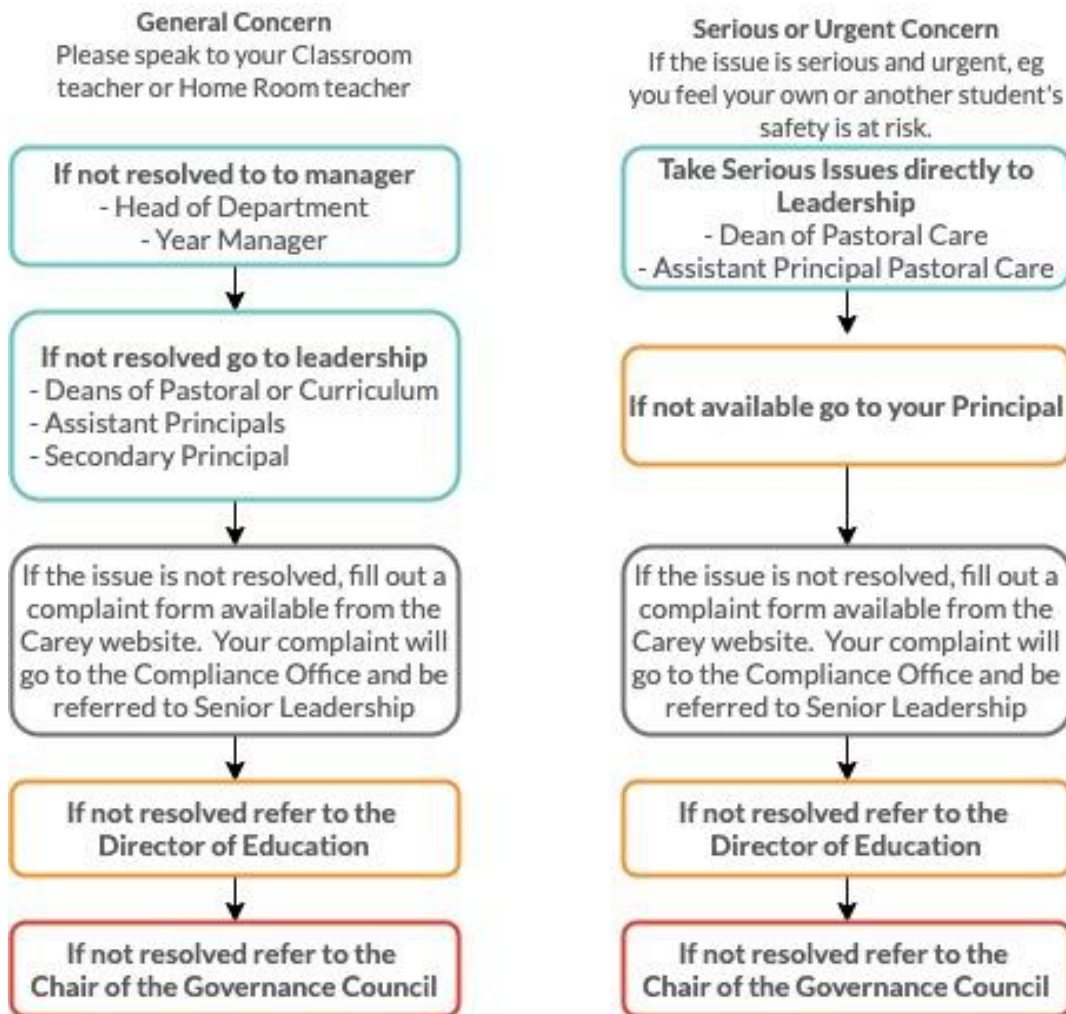 General Concern
Please speak to your Classroom
teacher or Home Room teacher
If not resolved to to manager
- Head of Department
- Year Manager
If not resolved go to leadership
- Deans of Pastoral or Curriculum
- Assistant Principals
- Secondary Principal
If the issue is not resolved, fill out a
complaint form available from the
Carey website. Your complaint will
go to the Compliance Office and be
referred to Senior Leadership
If not resolved refer to the
Director of Education
If not resolved refer to the
Chair of the Governance Council
Serious or Urgent Concern
If the issue is serious and urgent, eg
you feel your own or another student's
safety is at risk.
Take Serious Issues directly to
Leadership
- Dean of Pastoral Care
- Assistant Principal Pastoral Care
If not available go to your Principal
If the issue is not resolved, fill out a
complaint form available from the
Carey website. Your complaint will
go to the Compliance Office and be
referred to Senior Leadership
If not resolved refer to the
Director of Education
If not resolved refer to the
Chair of the Governance Council